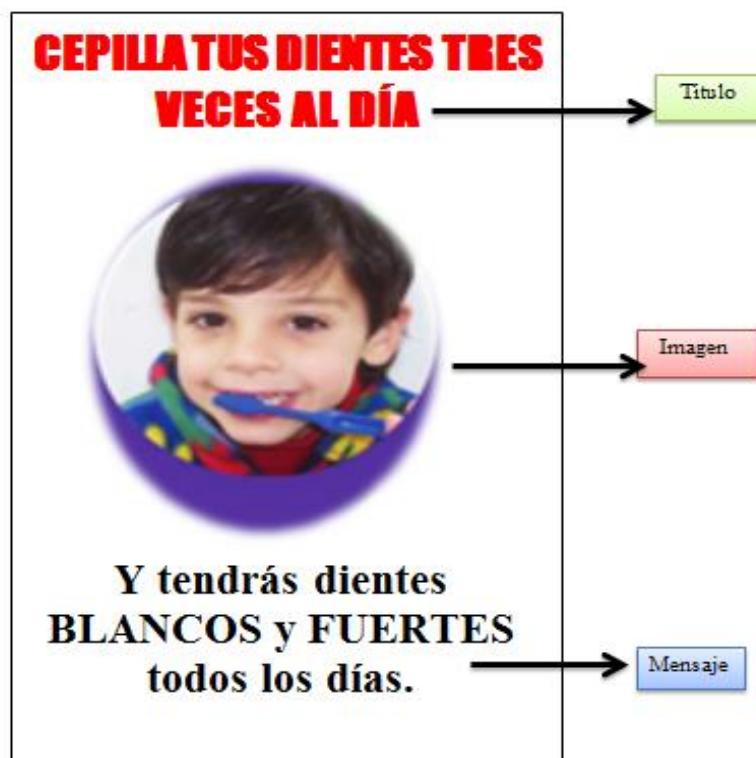 CEPILLA TUS DIENTES TRES
VECES AL DÍA
Titulo
Imagen
Y tendrás dientes
BLANCOS y FUERTES
todos los días.
Mensaje